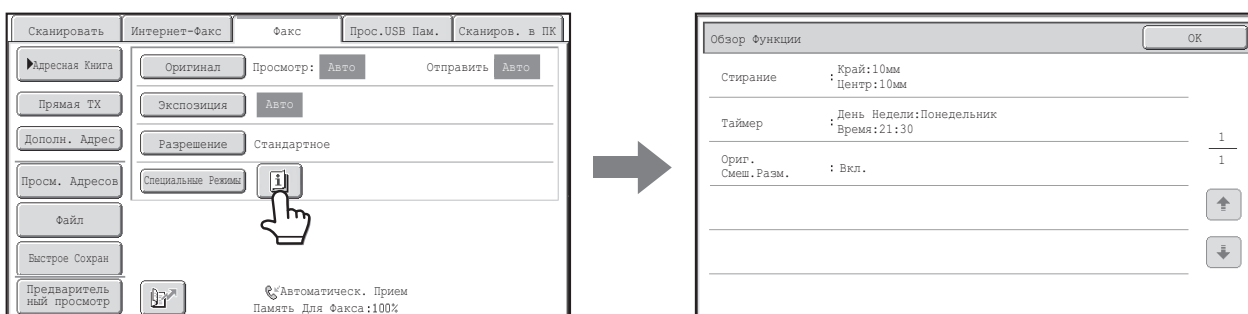 Сканировать
Интернет-Факс
Факс
Прос.USB Пам.
Сканиров. в ПК
Адресная Книга
Оригинал
Просмотр:
Авто
Отправить
Авто
Прямая TX
Экспозиция
Авто
Дополн. Адрес
Разрешение
Стандартное
Просм. Адресов
Специальные Режимы
Файл
Быстрое Сохран
Предваритель
ный просмотр
Автоматическ. Прием
Память Для Факса:100%
Обзор Функции
OK
Стирание
:Край:10мм
Центр:10мм
Таймер
:День Недели:Понедельник
Время:21:30
Ориг.
Смеш.Разм.
: Вкл.
1
1